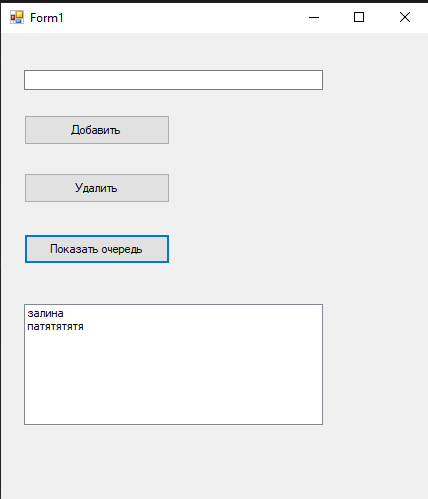 Form1
Добавить
Удалить
Показать очередь
залина
патятятятя